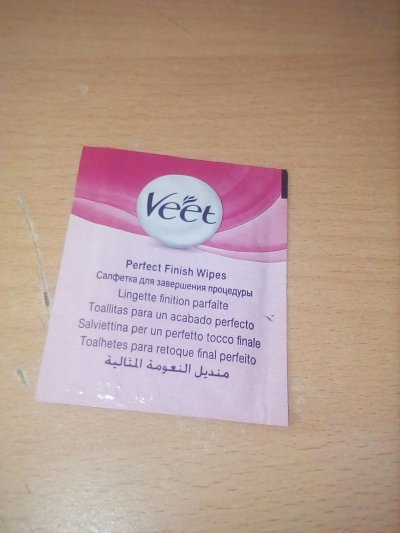 Veet
Perfect Finish Wipes
Салфетка для завершения процедуры
Lingette finition parfaite
Toallitas para un acabado perfecto
Salviettina per un perfetto tocco finale
Toalhetes para retoque final perfeito
منديل النعومة المثالية